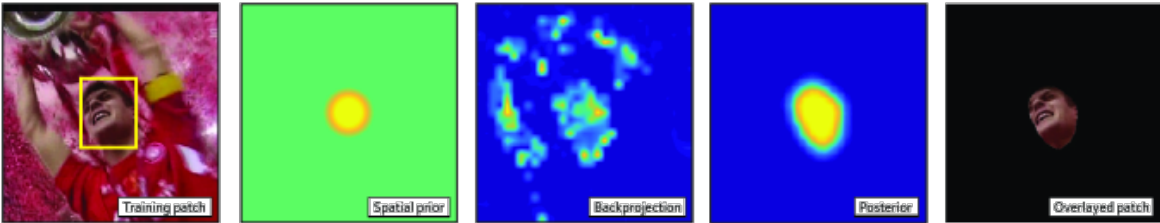 Training patch
Spatial prior
Backprojection
Posterior
Overlayed patch